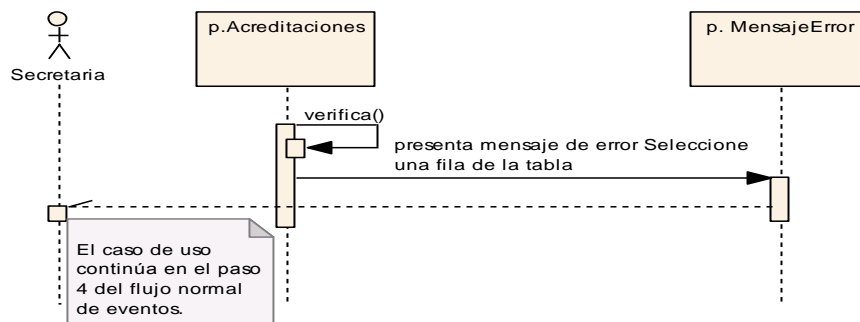 p.Acreditaciones
p. MensajeError
Secretaria
verifica()
presenta mensaje de error Seleccione
una fila de la tabla
El caso de uso
continúa en el paso
4 del flujo normal
de eventos.